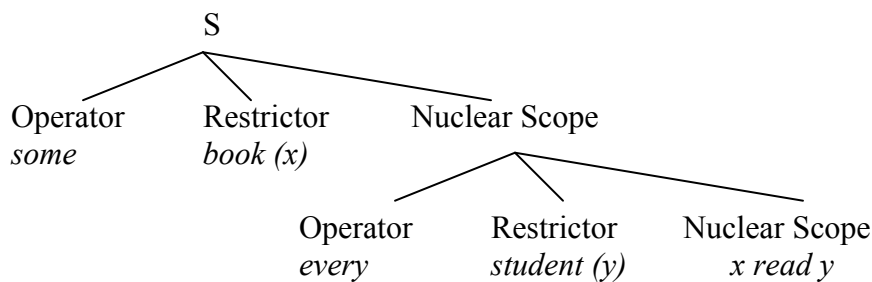 S
Operator Restrictor Nuclear Scope
some book (x)
Operator Restrictor Nuclear Scope
every student (y) x read y